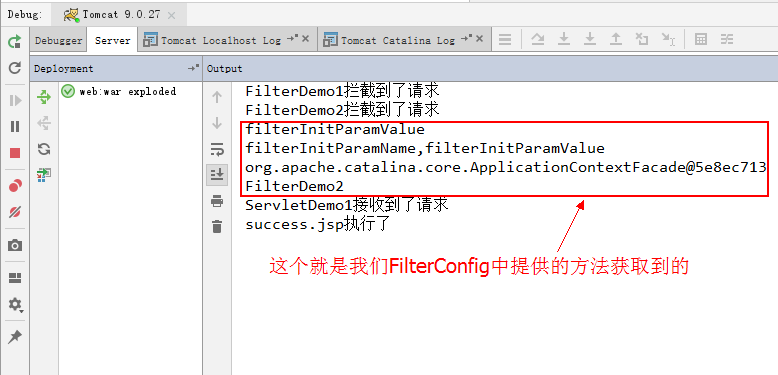 Debug: Tomcat 9.0.27
Debugger Server Tomcat Localhost Log Tomcat Catalina Log
Deployment Output
web:war exploded
FilterDemo1拦截到了请求
FilterDemo2拦截到了请求
filterInitParamValue
filterInitParamName,filterInitParamValue
org.apache.catalina.core.ApplicationContextFacade@5e8ec713
FilterDemo2
ServletDemo1接收到了请求
success.jsp执行了
这个就是我们FilterConfig中提供的方法获取到的